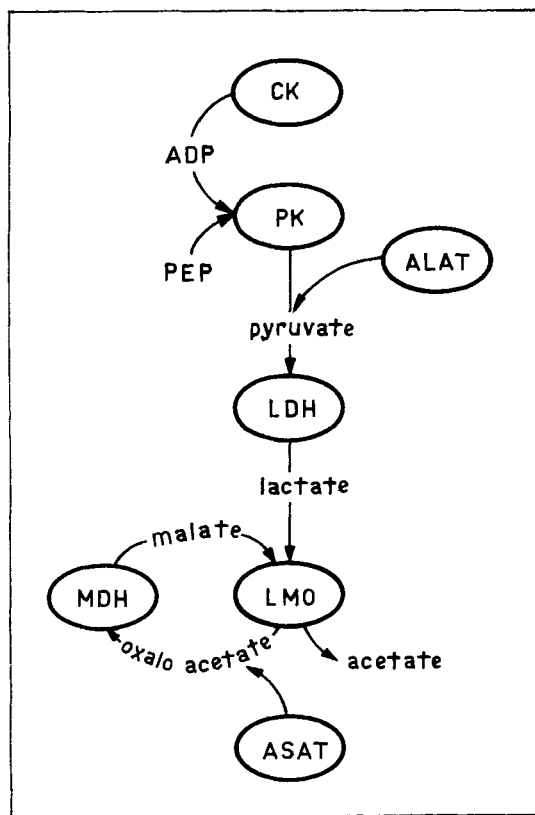 CK
ADP
PK
PEP
ALAT
pyruvate
LDH
lactate
malate
MDH
LMO
oxalo acetate
acetate
ASAT